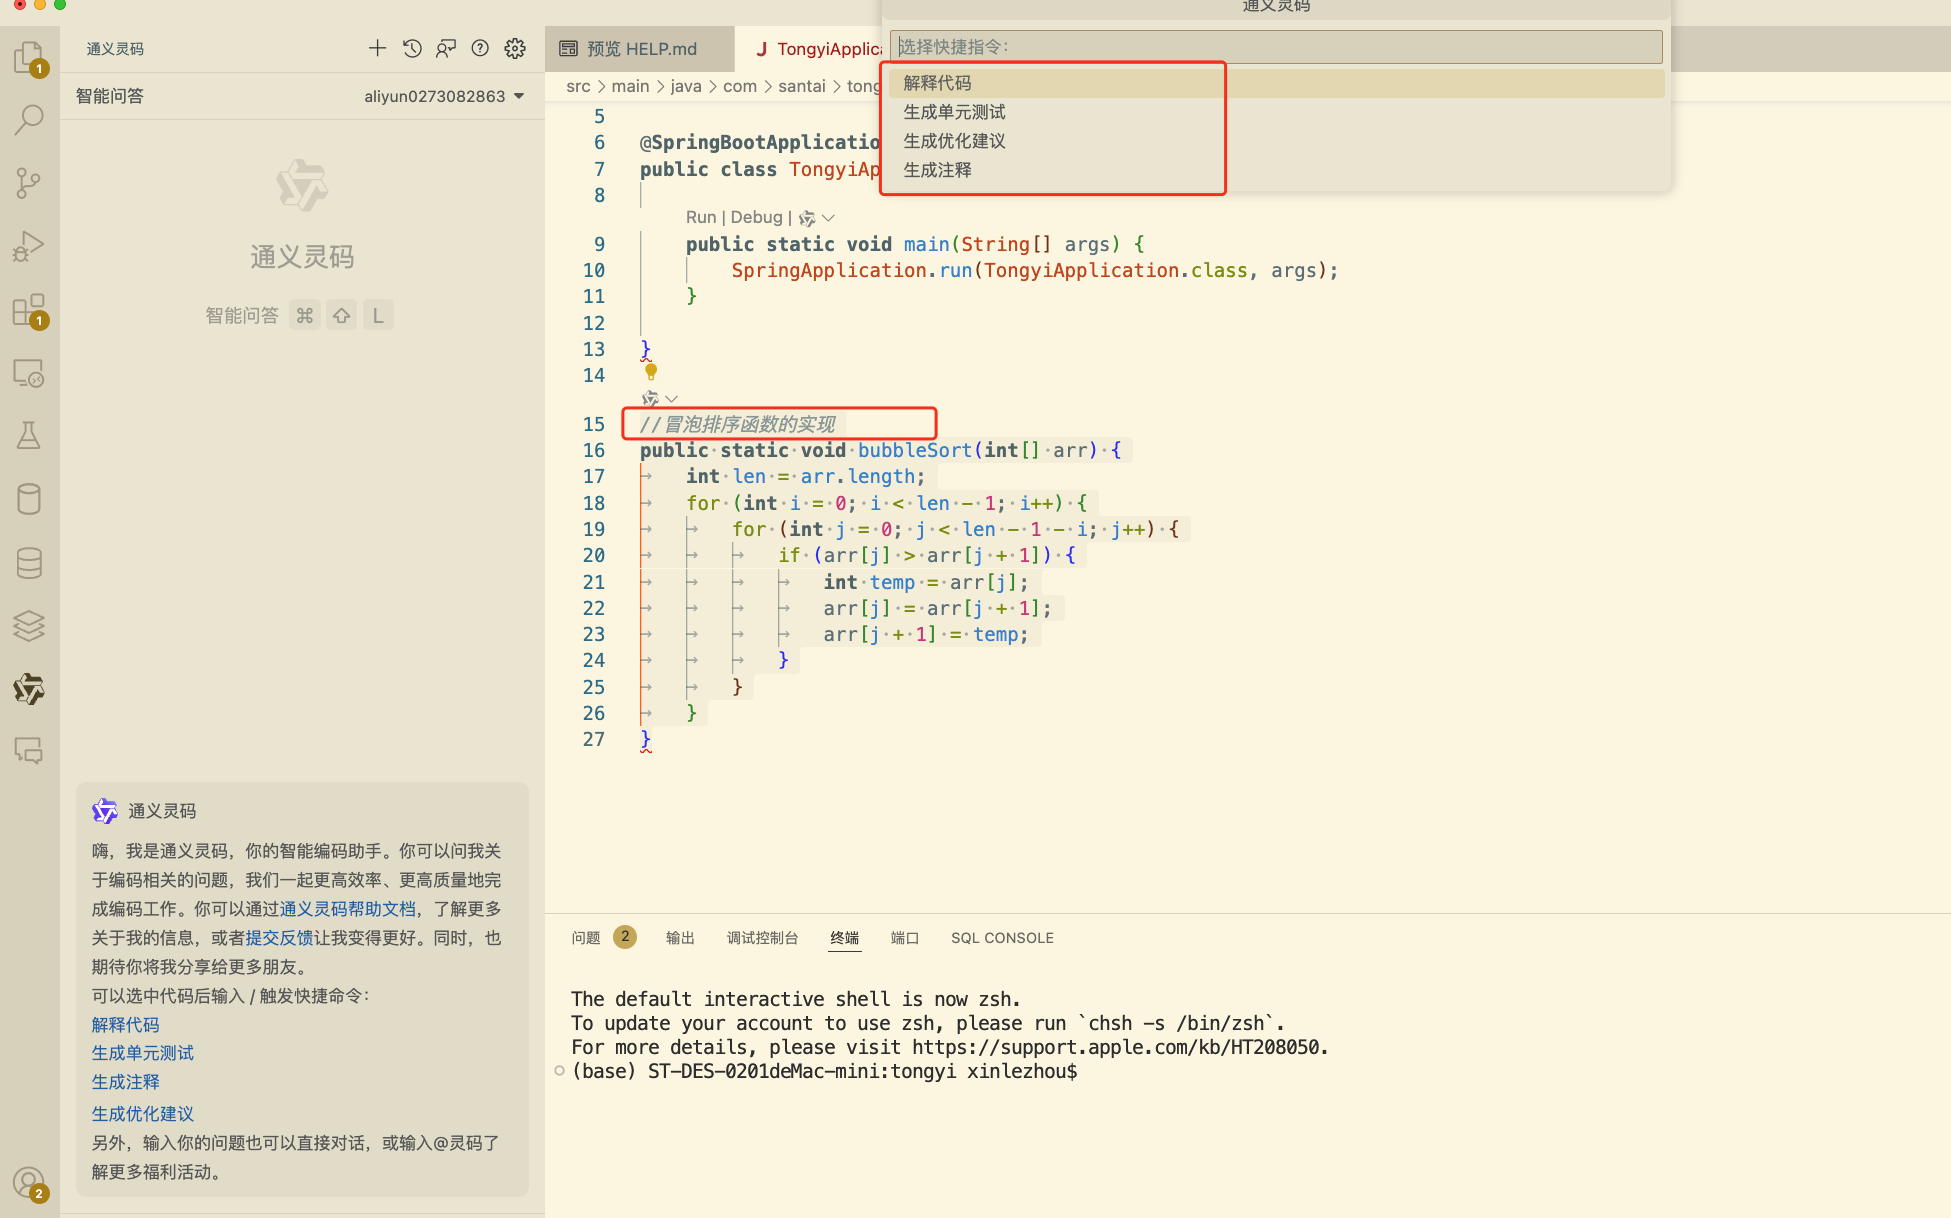 通义灵码
选择快捷指令:
解释代码
生成单元测试
生成优化建议
生成注释
通义灵码
智能问答
aliyun0273082863
通义灵码
智能问答 ⌘ ⇧ L
预览 HELP.md
J TongyiApplica
src > main > java > com > santai > tong
5
6 @SpringBootApplicatio
7 public class TongyiAp
8
Run | Debug |
9 public static void main(String[] args) {
10 SpringApplication.run(TongyiApplication.class, args);
11 }
12
13 }
14
15 //冒泡排序函数的实现
16 public static void bubbleSort(int[] arr) {
17 int len = arr.length;
18 for (int i = 0; i < len - 1; i++) {
19 for (int j = 0; j < len - 1 - i; j++) {
20 if (arr[j] > arr[j + 1]) {
21 int temp = arr[j];
22 arr[j] = arr[j + 1];
23 arr[j + 1] = temp;
24 }
25 }
26 }
27 }
1
1
2
通义灵码
嗨，我是通义灵码，你的智能编码助手。你可以问我关
于编码相关的问题，我们一起更高效率、更高质量地完
成编码工作。你可以通过通义灵码帮助文档，了解更多
关于我的信息，或者提交反馈让我变得更好。同时，也
期待你将我分享给更多朋友。
可以选中代码后输入 / 触发快捷命令：
解释代码
生成单元测试
生成注释
生成优化建议
另外，输入你的问题也可以直接对话，或输入@灵码了
解更多福利活动。
问题 2 输出 调试控制台 终端 端口 SQL CONSOLE
The default interactive shell is now zsh.
To update your account to use zsh, please run `chsh -s /bin/zsh`.
For more details, please visit https://support.apple.com/kb/HT208050.
(base) ST-DES-0201deMac-mini:tongyi xinlezhou$